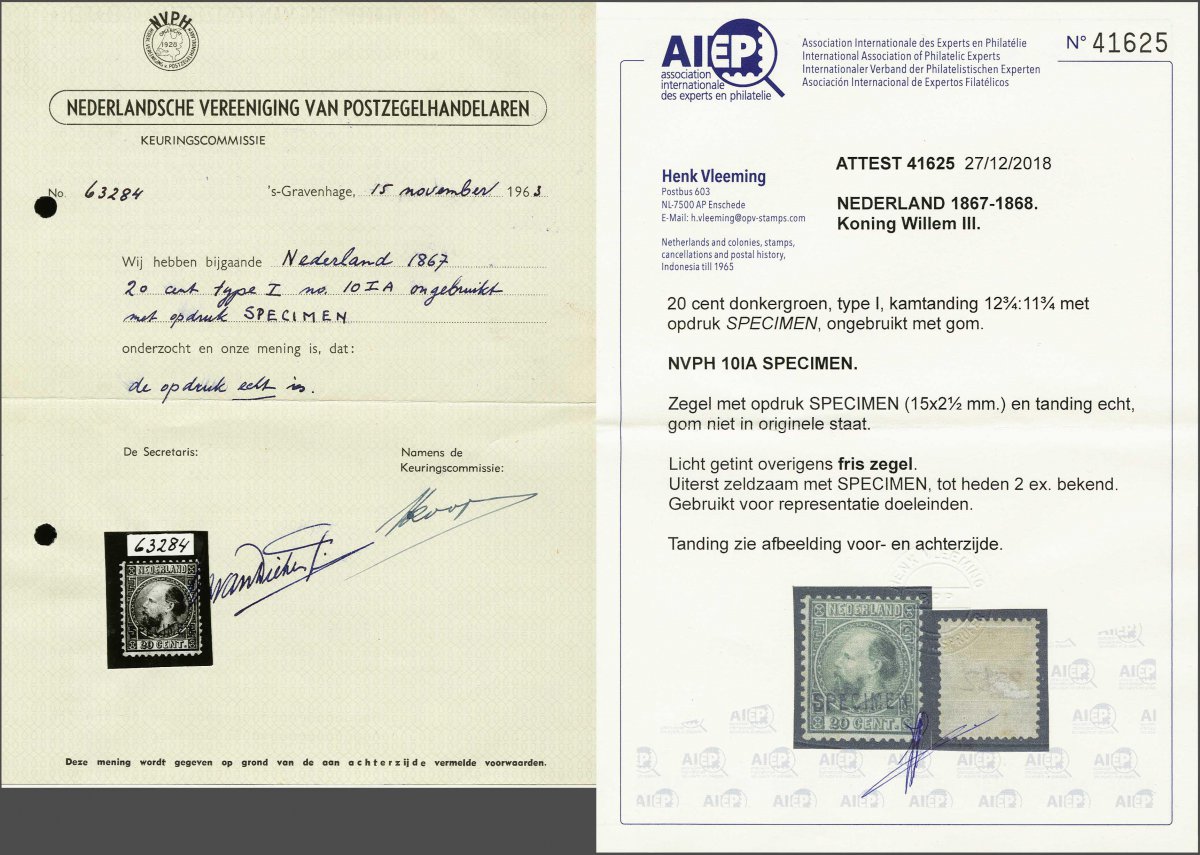 NVPH
1928
NEDERLANDSCHE VEREENIGING VAN POSTZEGELHANDELAREN
KEURINGSCOMMISSIE
No. 63284 's-Gravenhage, 15 november 1963
Wij hebben bijgaande Nederland 1867
20 cent type I no. 10IA ongebruikt
met opdruk SPECIMEN
onderzocht en onze mening is, dat:
de opdruk echt is.
De Secretaris:
Namens de
Keuringscommissie:
63284
NEDERLAND
20 CENT.
Deze mening wordt gegeven op grond van de aan achterzijde vermelde voorwaarden.
AIEP
association
internationale
des experts en philatelie
Association Internationale des Experts en Philatélie
International Association of Philatelic Experts
Internationaler Verband der Philatelistischen Experten
Asociación Internacional de Expertos Filatélicos
N° 41625
Henk Vleeming
Postbus 603
NL-7500 AP Enschede
E-Mail: h.vleeming@opv-stamps.com
Netherlands and colonies, stamps,
cancellations and postal history,
Indonesia till 1965
ATTEST 41625 27/12/2018
NEDERLAND 1867-1868.
Koning Willem III.
20 cent donkergroen, type I, kamtanding 12¾:11¾ met
opdruk SPECIMEN, ongebruikt met gom.
NVPH 10IA SPECIMEN.
Zegel met opdruk SPECIMEN (15x2½ mm.) en tanding echt,
gom niet in originele staat.
Licht getint overigens fris zegel.
Uiterst zeldzaam met SPECIMEN, tot heden 2 ex. bekend.
Gebruikt voor representatie doeleinden.
Tanding zie afbeelding voor- en achterzijde.
NEDERLAND
SPECIMEN
20 CENT.